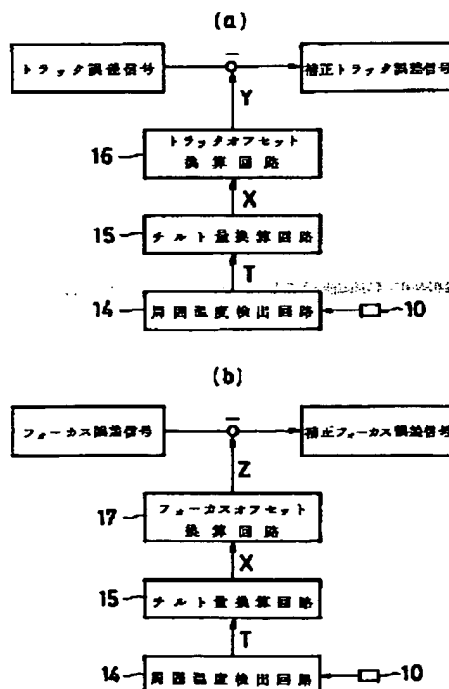 (a)
トラック誤差信号
−
補正トラック誤差信号
Y
16
トラックオフセット
換算回路
X
15
チルト量換算回路
T
14
周囲温度検出回路
10
(b)
フォーカス誤差信号
−
補正フォーカス誤差信号
Z
17
フォーカスオフセット
換算回路
X
15
チルト量換算回路
T
14
周囲温度検出回路
10